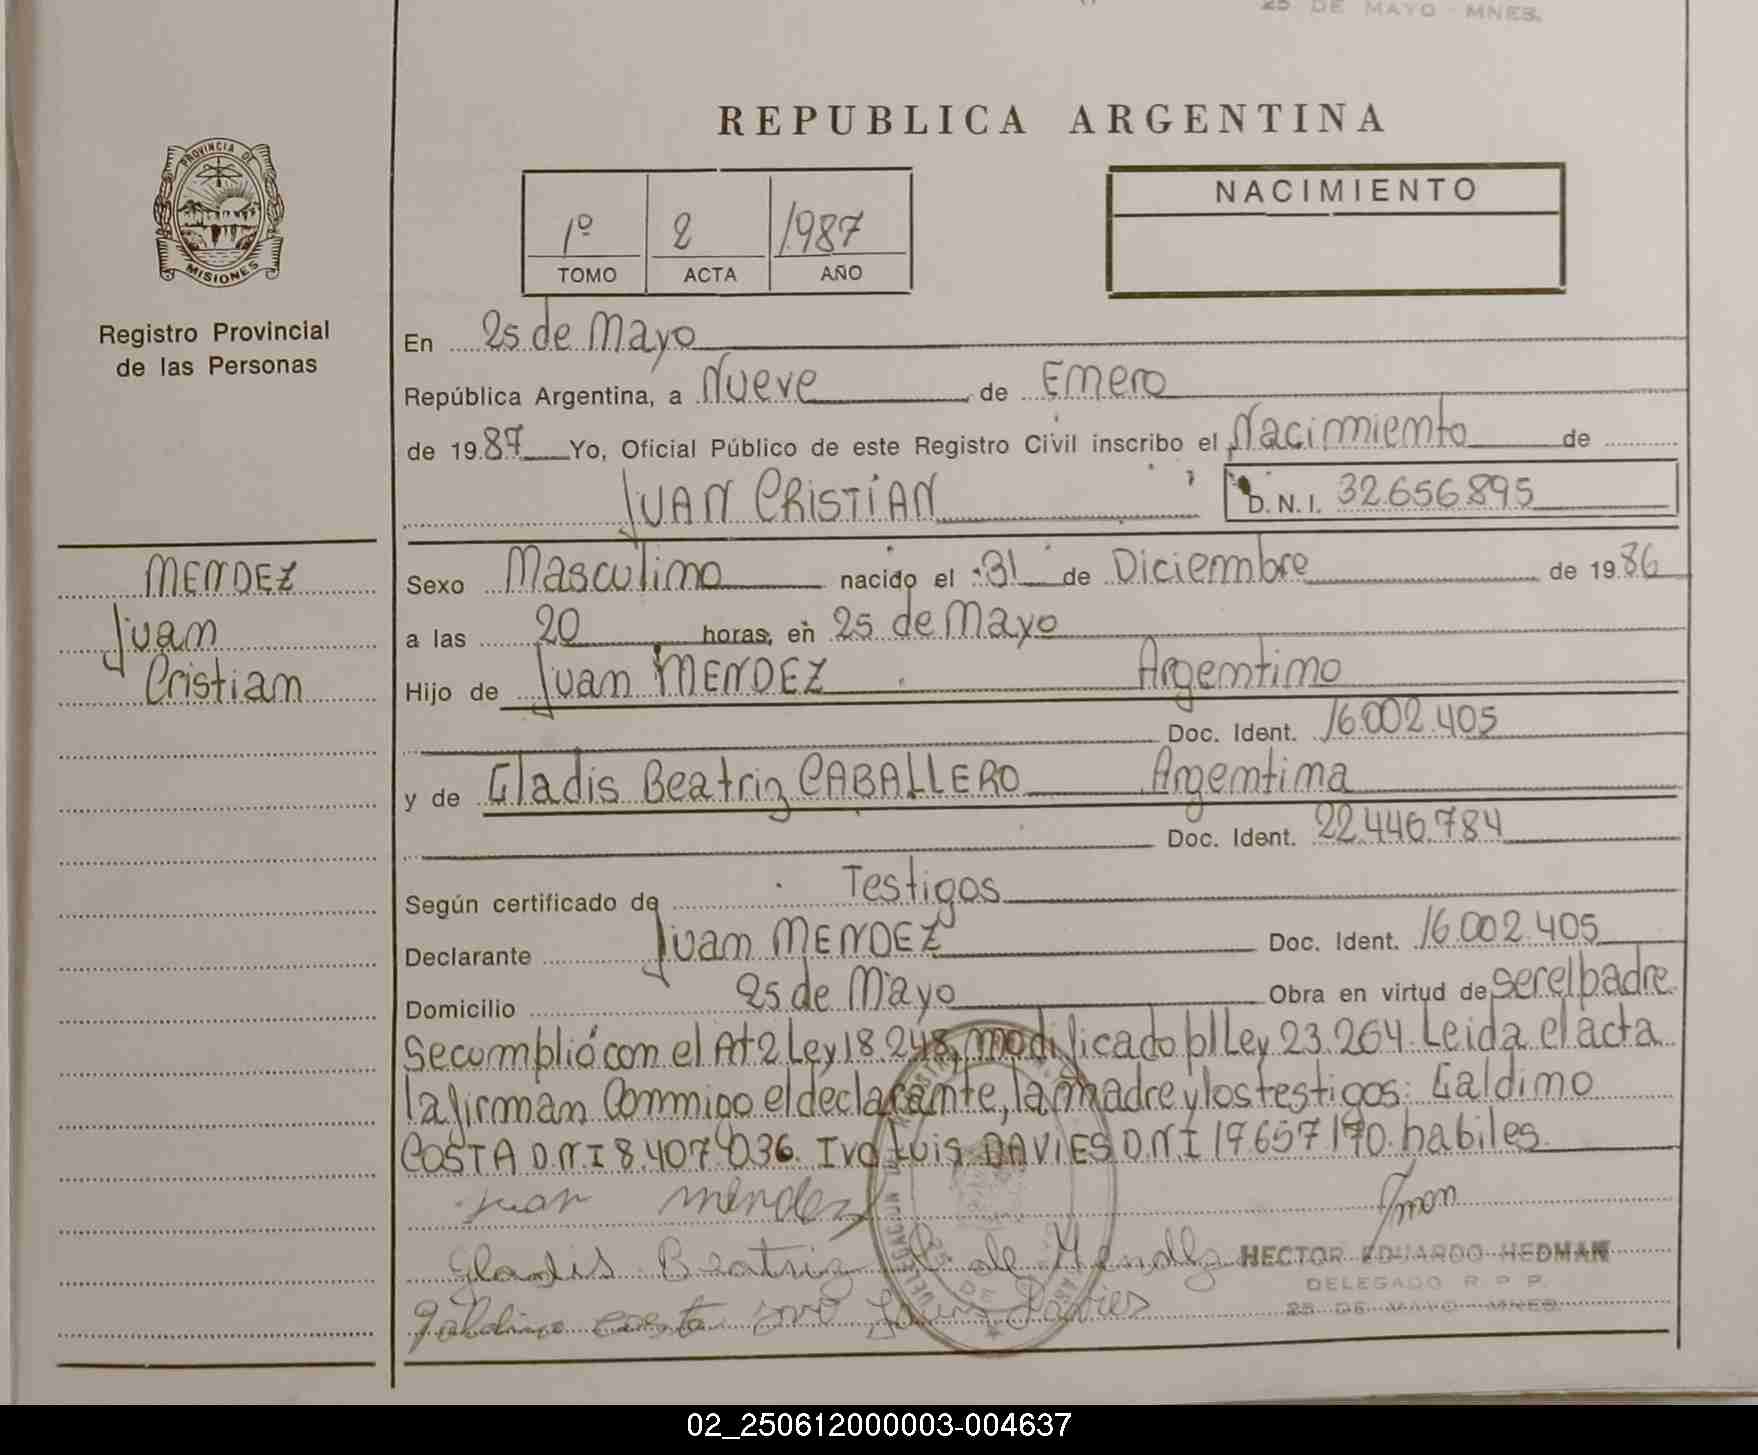 25 DE MAYO - MNES.
REPUBLICA ARGENTINA
PROVINCIA DE
MISIONES
NACIMIENTO
1º 2 1987
TOMO ACTA AÑO
Registro Provincial
de las Personas
En 25 de Mayo
República Argentina, a Nueve de Enero
de 1987 Yo, Oficial Público de este Registro Civil inscribo el Nacimiento de
JUAN CRISTIAN D.N.I. 32.656.895
MENDEZ
Juan
Cristian
Sexo Masculino nacido el 31 de Diciembre de 1986
a las 20 horas, en 25 de Mayo
Hijo de Juan MENDEZ Argentino
Doc. Ident. 16.002.405
y de Gladis Beatriz CABALLERO Argentina
Doc. Ident. 22.446.784
Según certificado de Testigos
Declarante Juan MENDEZ Doc. Ident. 16.002.405
Domicilio 25 de Mayo Obra en virtud de ser el padre
Se cumplió con el At 2 Ley 18.248, modificado p/ Ley 23.264. Leida el acta
la firman Conmigo el declarante, la madre y los testigos: Galdino
COSTA D.N.I 8.407.036. Ivo Luis DAVIES D.N.I 17657190. habiles.
Juan Mendez
Gladis Beatriz C de Mendez
HECTOR EDUARDO HEDMAN
DELEGADO R. P. P.
25 DE MAYO - MNES
Galdino Costa Ivo Luis Davies
02_250612000003-004637